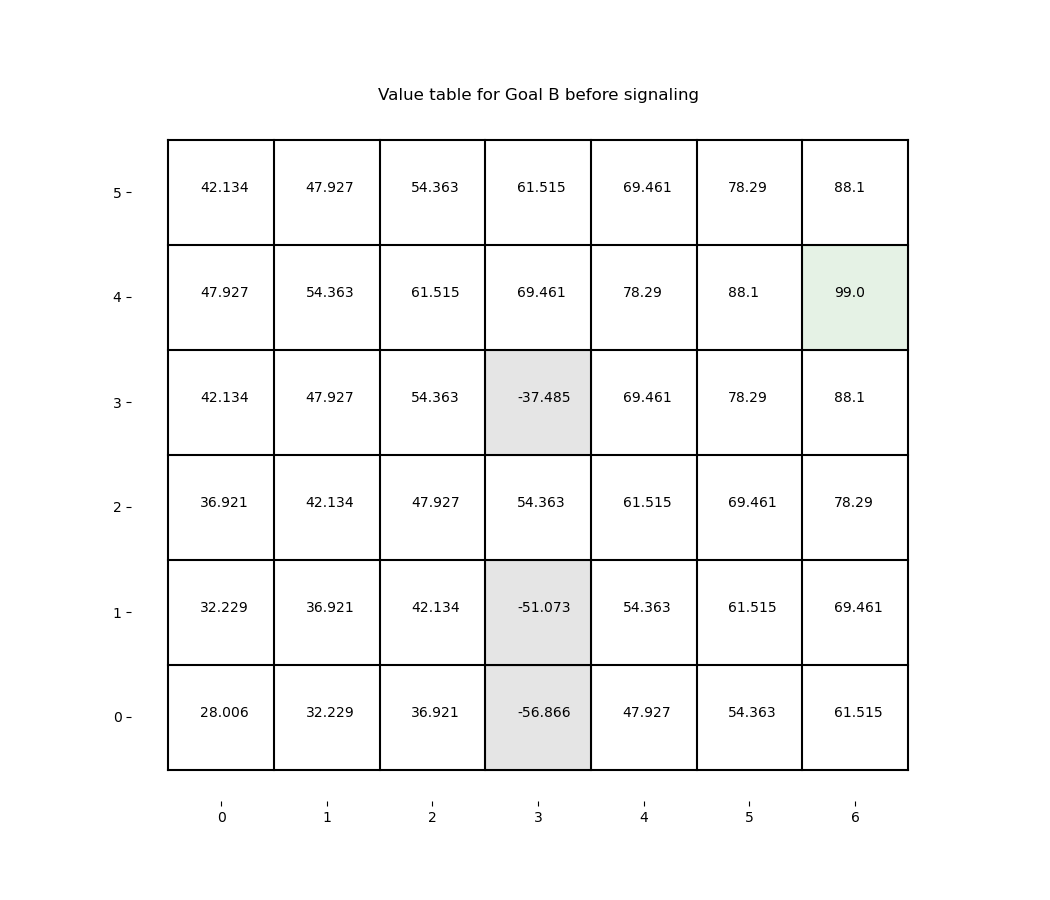 Value table for Goal B before signaling
5 42.134 47.927 54.363 61.515 69.461 78.29 88.1
4 47.927 54.363 61.515 69.461 78.29 88.1 99.0
3 42.134 47.927 54.363 -37.485 69.461 78.29 88.1
2 36.921 42.134 47.927 54.363 61.515 69.461 78.29
1 32.229 36.921 42.134 -51.073 54.363 61.515 69.461
0 28.006 32.229 36.921 -56.866 47.927 54.363 61.515
0 1 2 3 4 5 6